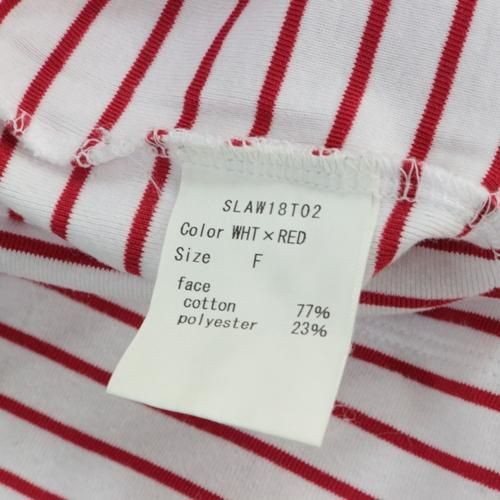 SLAW18T02
Color WHT×RED
Size F
face
cotton 77%
polyester 23%